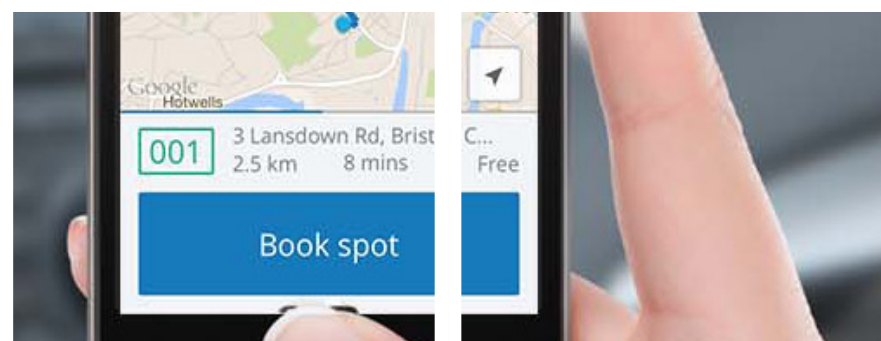 Google
Hotwells
001
3 Lansdown Rd, Brist C...
2.5 km 8 mins Free
Book spot